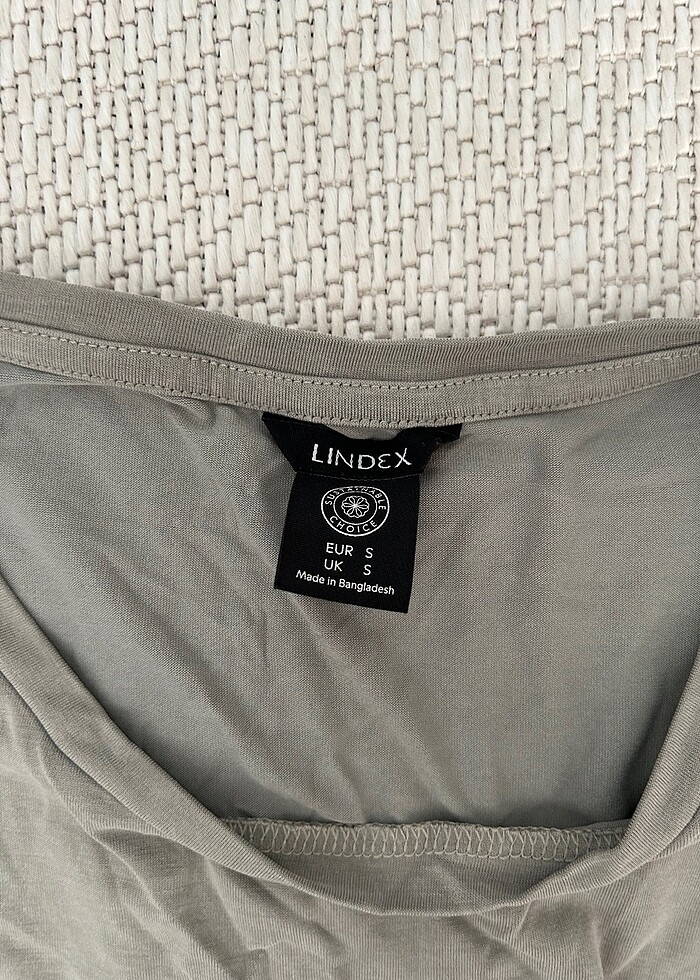 LINDEX
SUSTAINABLE
CHOICE
EUR S
UK S
Made in Bangladesh